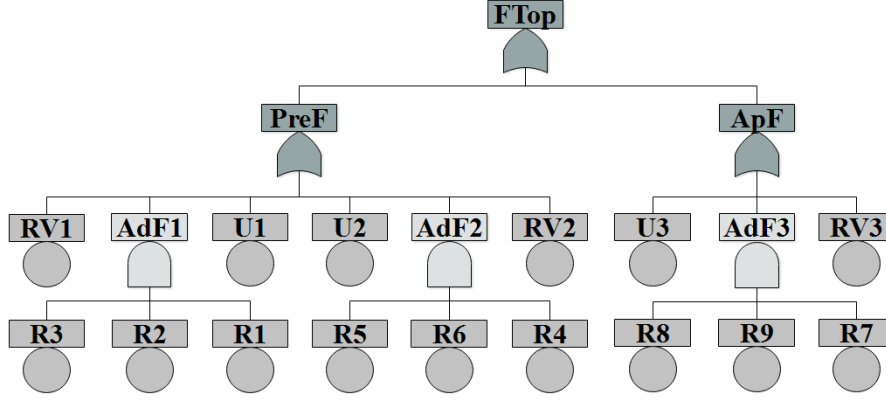 FTop
PreF ApF
RV1 AdF1 U1 U2 AdF2 RV2 U3 AdF3 RV3
R3 R2 R1 R5 R6 R4 R8 R9 R7